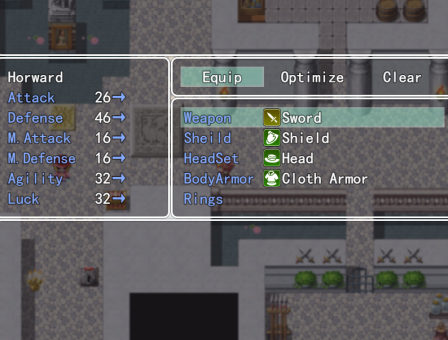 Horward
Attack 26→
Defense 46→
M.Attack 16→
M.Defense 16→
Agility 32→
Luck 32→
Equip Optimize Clear
Weapon Sword
Sheild Shield
HeadSet Head
BodyArmor Cloth Armor
Rings